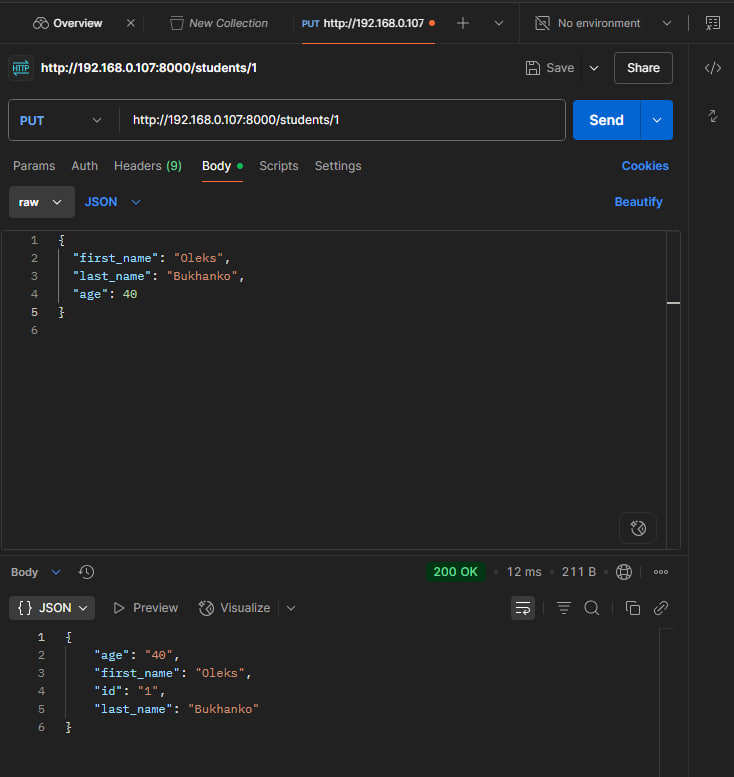 Overview
New Collection
PUT http://192.168.0.107
No environment
HTTP http://192.168.0.107:8000/students/1
Save
Share
PUT
http://192.168.0.107:8000/students/1
Send
Params Auth Headers (9) Body Scripts Settings Cookies
raw JSON Beautify
1 {
2 "first_name": "Oleks",
3 "last_name": "Bukhanko",
4 "age": 40
5 }
6
Body 200 OK 12 ms 211 B
{} JSON Preview Visualize
1 {
2 "age": "40",
3 "first_name": "Oleks",
4 "id": "1",
5 "last_name": "Bukhanko"
6 }